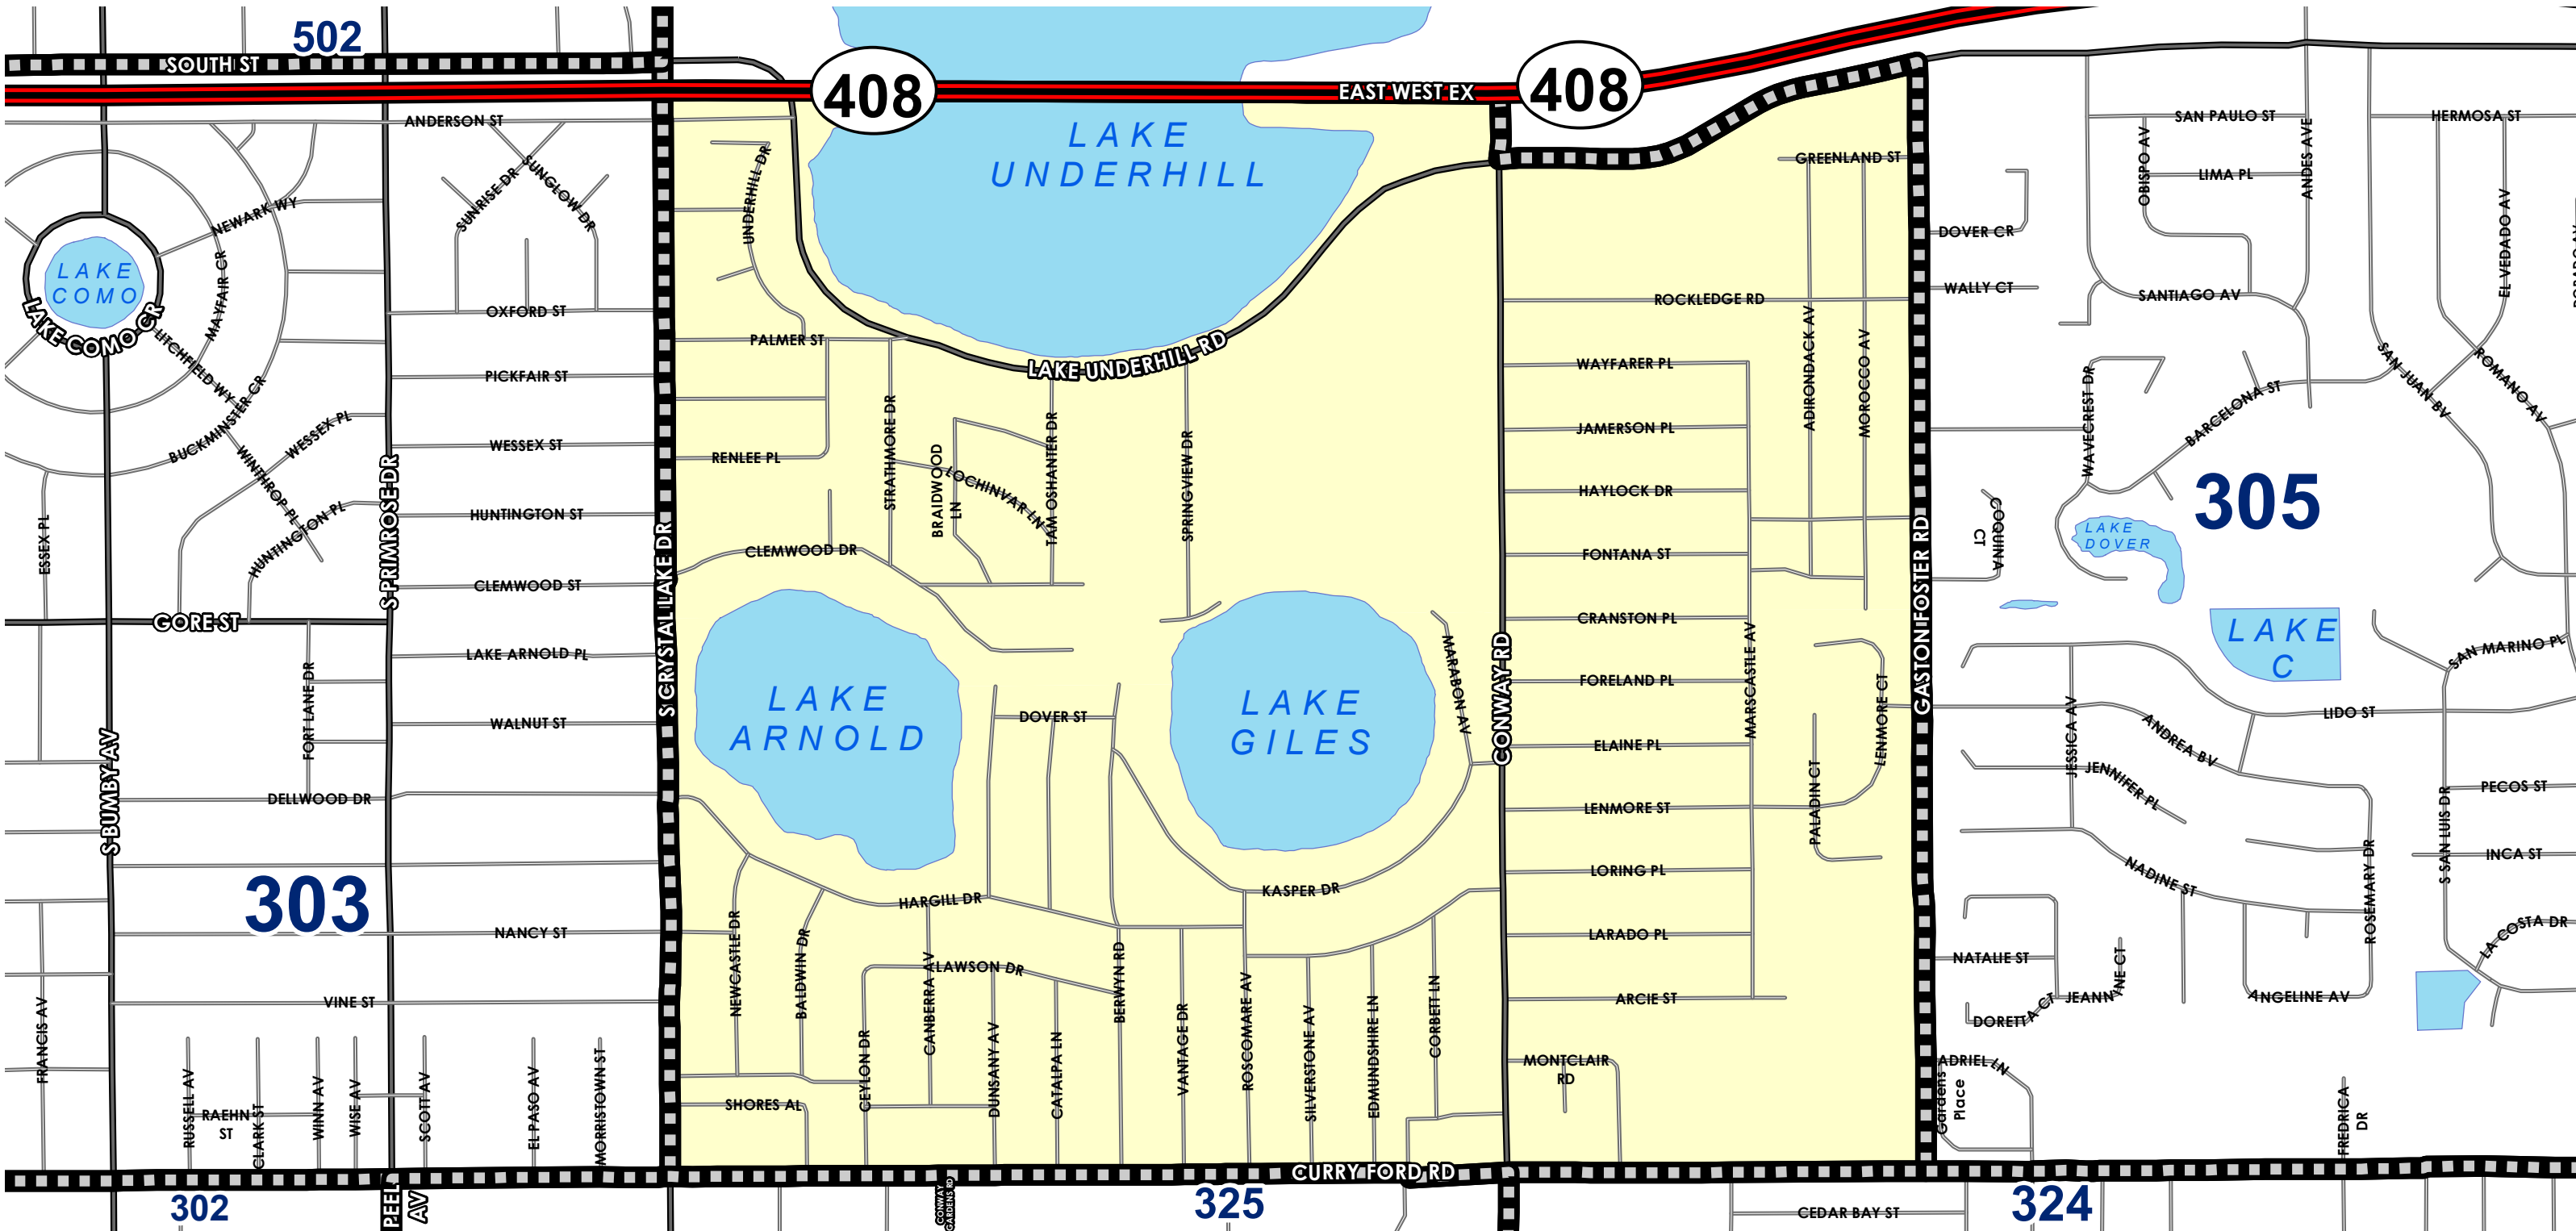 502
SOUTH ST
408
408
EAST WEST EX
ANDERSON ST
LAKE
UNDERHILL
SAN PAULO ST
HERMOSA ST
GREENLAND ST
UNDERHILL DR
SUNRISE DR
SUNGLOW DR
OBISPO AV
LIMA PL
ANDES AVE
NEWARK WY
DOVER CR
EL VEDADO AV
LAKE
COMO
MAYFAIR CR
WALLY CT
SANTIAGO AV
ROCKLEDGE RD
LAKE COMO CR
OXFORD ST
LITCHFIELD WY
PALMER ST
LAKE UNDERHILL RD
ADIRONDACK AV
MOROCCO AV
WAYFARER PL
PICKFAIR ST
BUCKMINSTER CR
WAVECREST DR
BARCELONA ST
SAN JUAN BV
ROMANO AV
WESSEX PL
WESSEX ST
RENLEE PL
STRATHMORE DR
BRAIDWOOD
LN
LOCHINVAR LN
TAM OSHANTER DR
SPRINGVIEW DR
JAMERSON PL
HAYLOCK DR
WINTHROP PL
HUNTINGTON PL
HUNTINGTON ST
S PRIMROSE DR
305
COQUINA
CT
LAKE
DOVER
ESSEX PL
CLEMWOOD DR
FONTANA ST
CLEMWOOD ST
S CRYSTAL LAKE DR
GASTON FOSTER RD
GORE ST
CRANSTON PL
LAKE
C
LAKE ARNOLD PL
FORT LANE DR
MARABON AV
CONWAY RD
FORELAND PL
MARSCASTLE AV
LENMORE CT
SAN MARINO PL
LAKE
ARNOLD
LAKE
GILES
DOVER ST
WALNUT ST
ELAINE PL
JESSICA AV
ANDREA BV
LIDO ST
S BUMBY AV
JENNIFER PL
PECOS ST
DELLWOOD DR
LENMORE ST
PALADIN CT
S SAN LUIS DR
INCA ST
303
HARGILL DR
KASPER DR
LORING PL
NADINE ST
ROSEMARY DR
NANCY ST
NEWCASTLE DR
BALDWIN DR
LARADO PL
LA COSTA DR
LAWSON DR
CANBERRA AV
BERWYN RD
NATALIE ST
VINE ST
ARCIE ST
JEANNYNE CT
ANGELINE AV
DORETTA CT
FRANCIS AV
CEYLON DR
DUNSANY AV
CATALPA LN
VANTAGE DR
ROSCOMARE AV
SILVERSTONE AV
EDMUNDSHIRE LN
CORBETT LN
MONTCLAIR
RD
ADRIEL LN
Gardens
Place
RUSSELL AV
RAEHN
ST
CLARK ST
WINN AV
WISE AV
SCOTT AV
EL PASO AV
MORRISTOWN ST
SHORES AL
FREDRICA
DR
CURRY FORD RD
302
PEEL
AV
CONWAY
GARDENS RD
325
324
CEDAR BAY ST